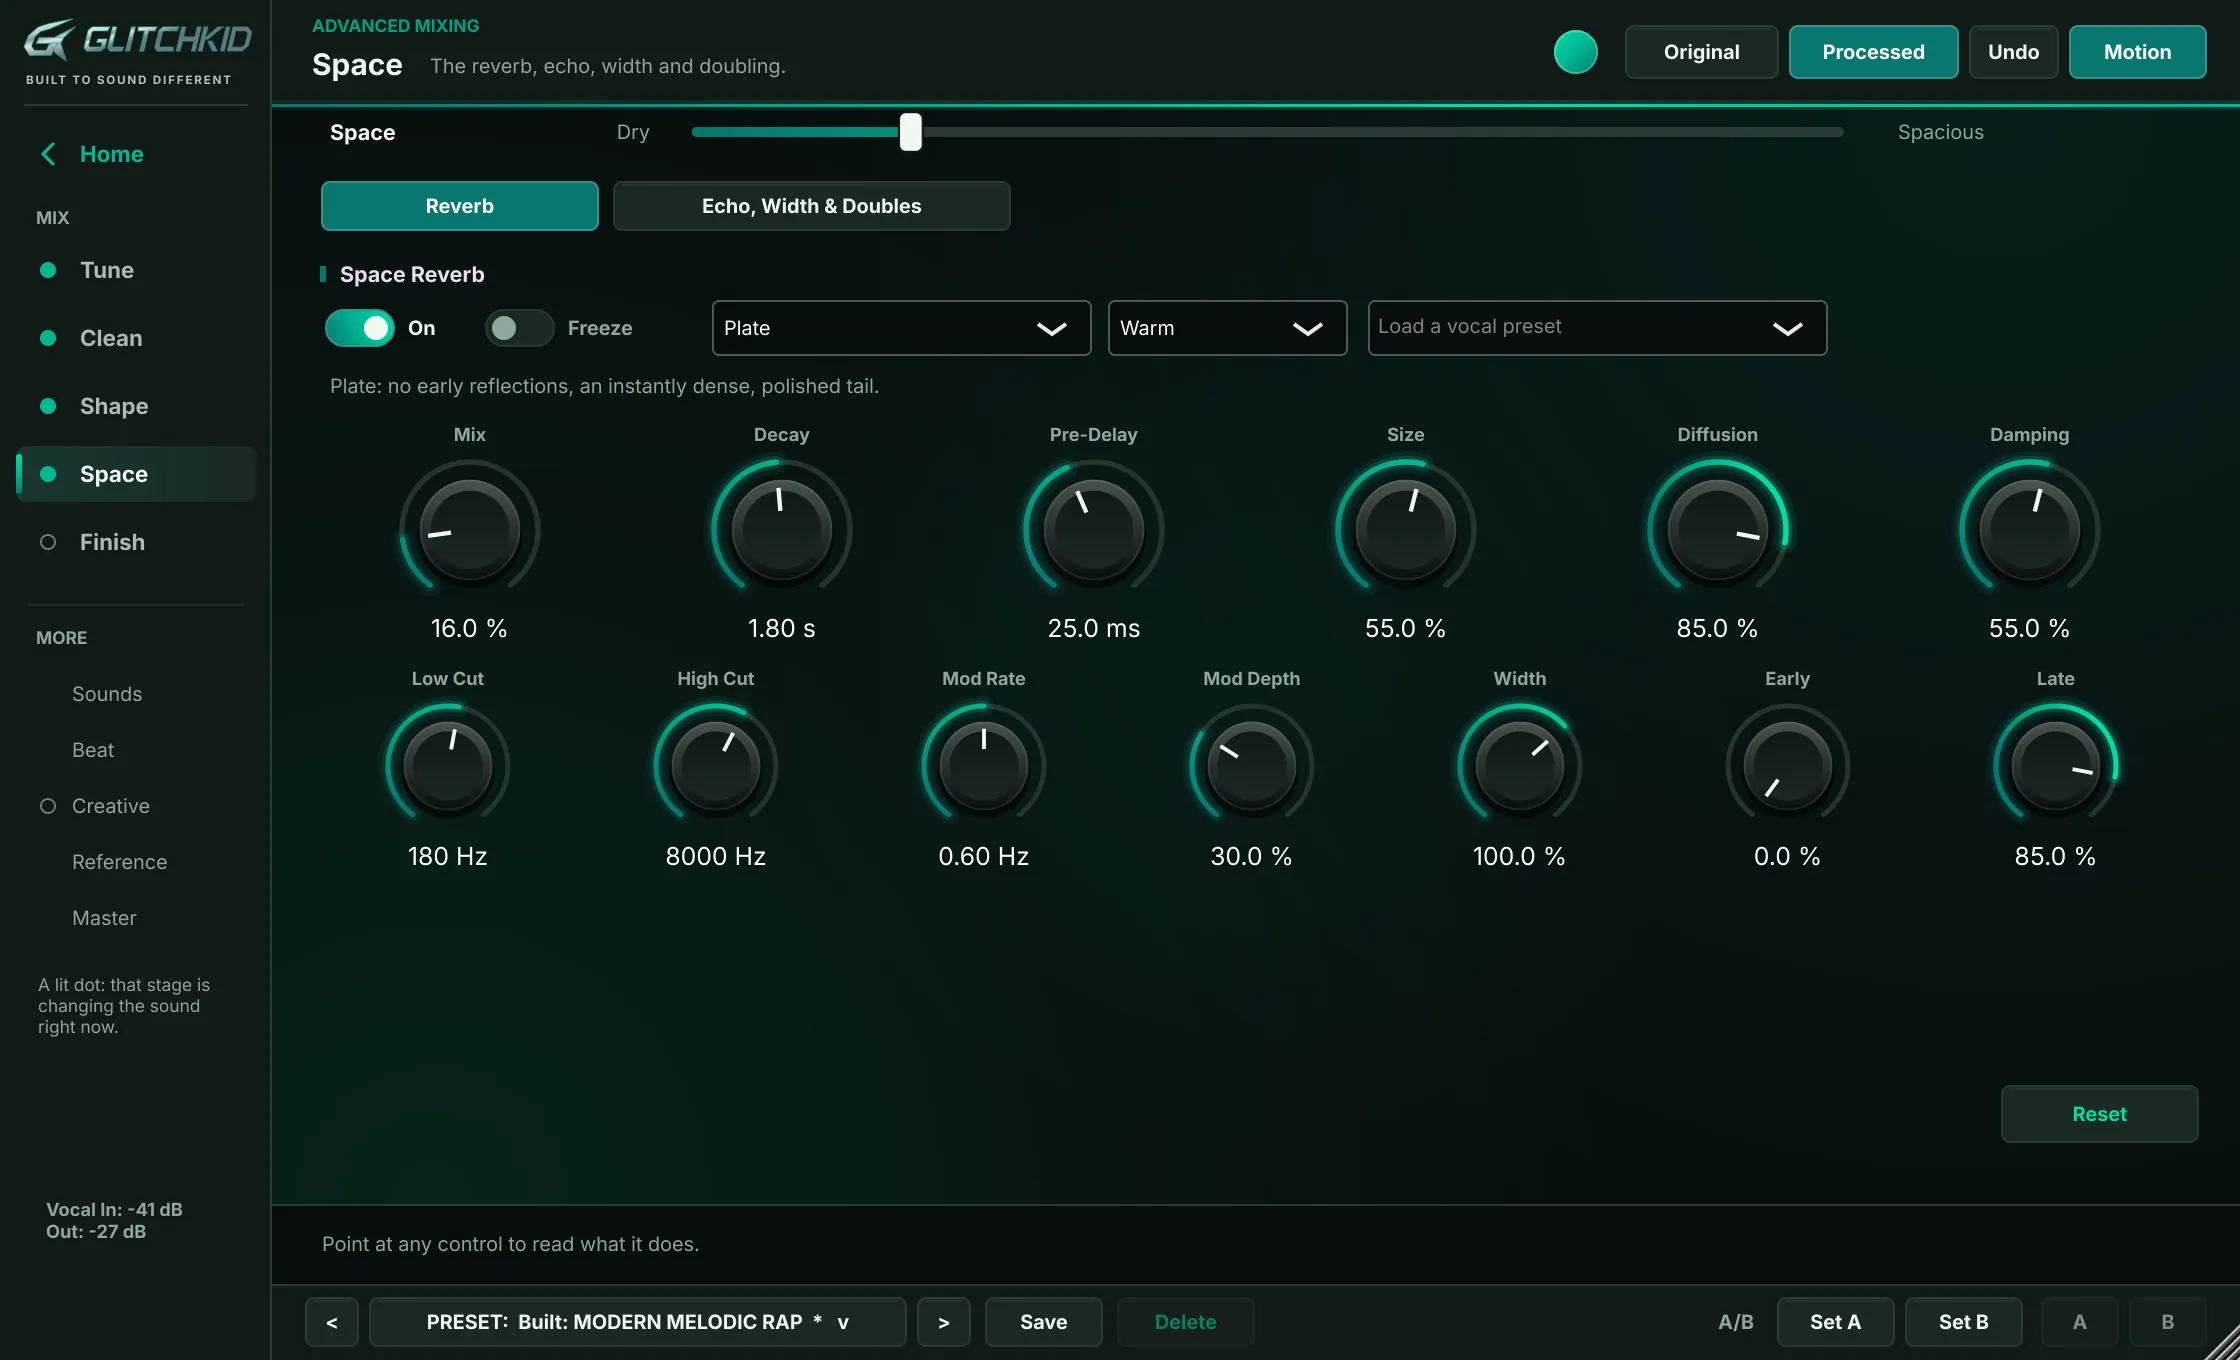 GLITCHKID
BUILT TO SOUND DIFFERENT
Home
MIX
Tune
Clean
Shape
Space
Finish
MORE
Sounds
Beat
Creative
Reference
Master
A lit dot: that stage is
changing the sound
right now.
Vocal In: -41 dB
Out: -27 dB
ADVANCED MIXING
Space The reverb, echo, width and doubling.
Original Processed Undo Motion
Space Dry Spacious
Reverb Echo, Width & Doubles
Space Reverb
On Freeze Plate Warm Load a vocal preset
Plate: no early reflections, an instantly dense, polished tail.
Mix Decay Pre-Delay Size Diffusion Damping
16.0 % 1.80 s 25.0 ms 55.0 % 85.0 % 55.0 %
Low Cut High Cut Mod Rate Mod Depth Width Early Late
180 Hz 8000 Hz 0.60 Hz 30.0 % 100.0 % 0.0 % 85.0 %
Reset
Point at any control to read what it does.
< PRESET: Built: MODERN MELODIC RAP * v > Save Delete A/B Set A Set B A B